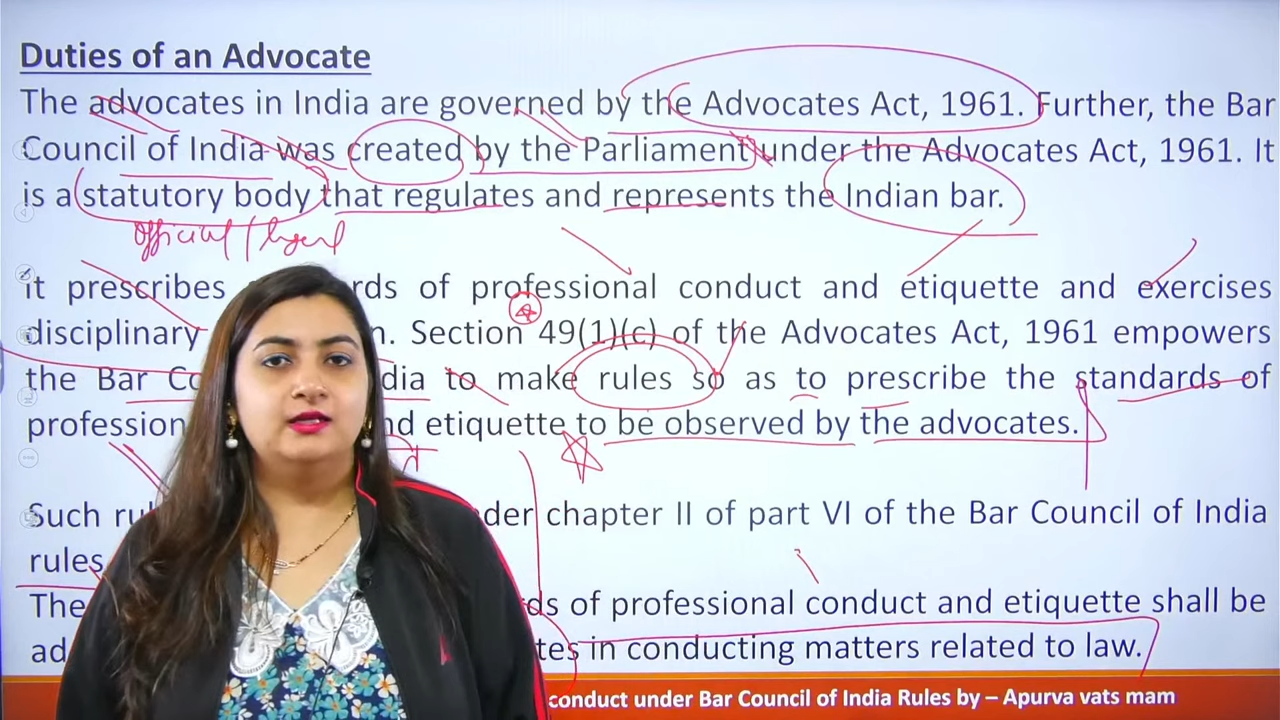 Duties of an Advocate
The advocates in India are governed by the Advocates Act, 1961. Further, the Bar
Council of India was created by the Parliament under the Advocates Act, 1961. It
is a statutory body that regulates and represents the Indian bar.
official/legal
it prescribes rds of professional conduct and etiquette and exercises
disciplinary n. Section 49(1)(c) of the Advocates Act, 1961 empowers
the Bar Co dia to make rules so as to prescribe the standards of
profession nd etiquette to be observed by the advocates.
Such rul der chapter II of part VI of the Bar Council of India
rules
The ds of professional conduct and etiquette shall be
ad tes in conducting matters related to law.
conduct under Bar Council of India Rules by – Apurva vats mam